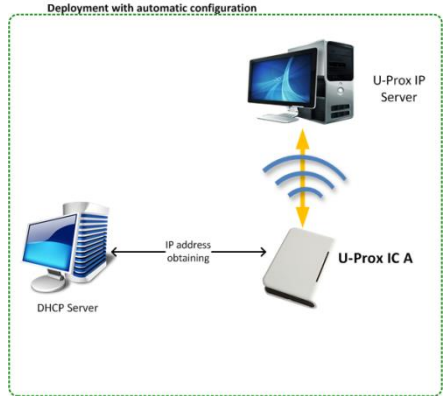 Deployment with automatic configuration
U-Prox IP
Server
IP address
obtaining
U-Prox IC A
DHCP Server